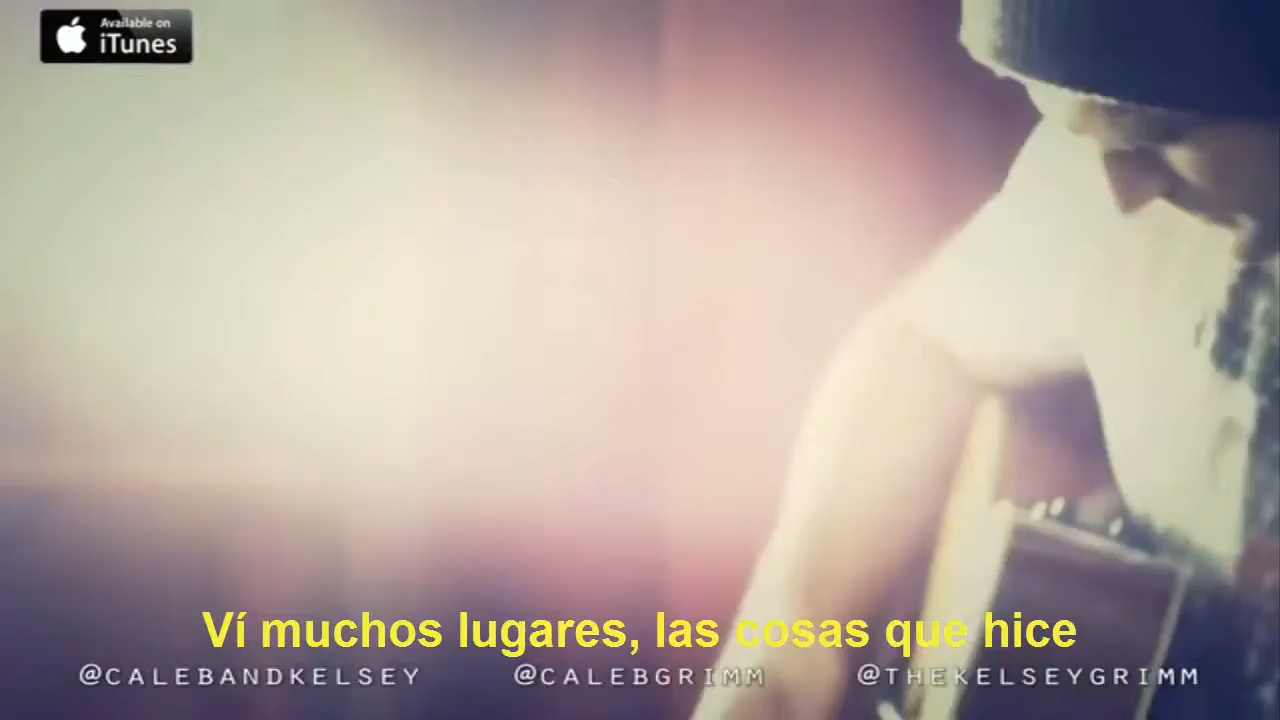 Available on
iTunes
Ví muchos lugares, las cosas que hice
@CALEBANDKELSEY @CALEBGRIMM @THEKELSEYGRIMM